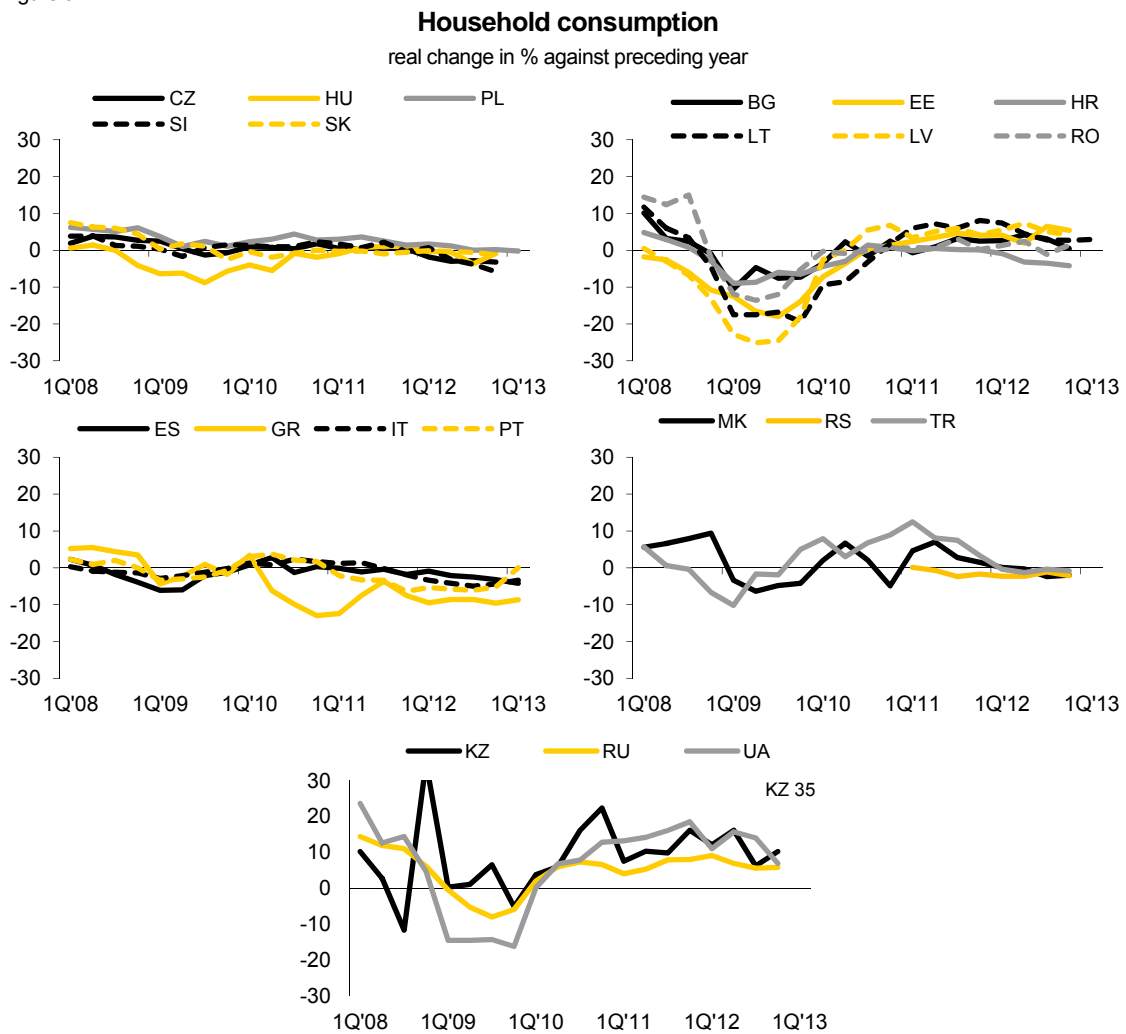 Household consumption
real change in % against preceding year
CZ HU PL
SI SK
30
20
10
0
-10
-20
-30
1Q'08 1Q'09 1Q'10 1Q'11 1Q'12 1Q'13
BG EE HR
LT LV RO
30
20
10
0
-10
-20
-30
1Q'08 1Q'09 1Q'10 1Q'11 1Q'12 1Q'13
ES GR IT PT
30
20
10
0
-10
-20
-30
1Q'08 1Q'09 1Q'10 1Q'11 1Q'12 1Q'13
MK RS TR
30
20
10
0
-10
-20
-30
1Q'08 1Q'09 1Q'10 1Q'11 1Q'12 1Q'13
KZ RU UA
KZ 35
30
20
10
0
-10
-20
-30
1Q'08 1Q'09 1Q'10 1Q'11 1Q'12 1Q'13